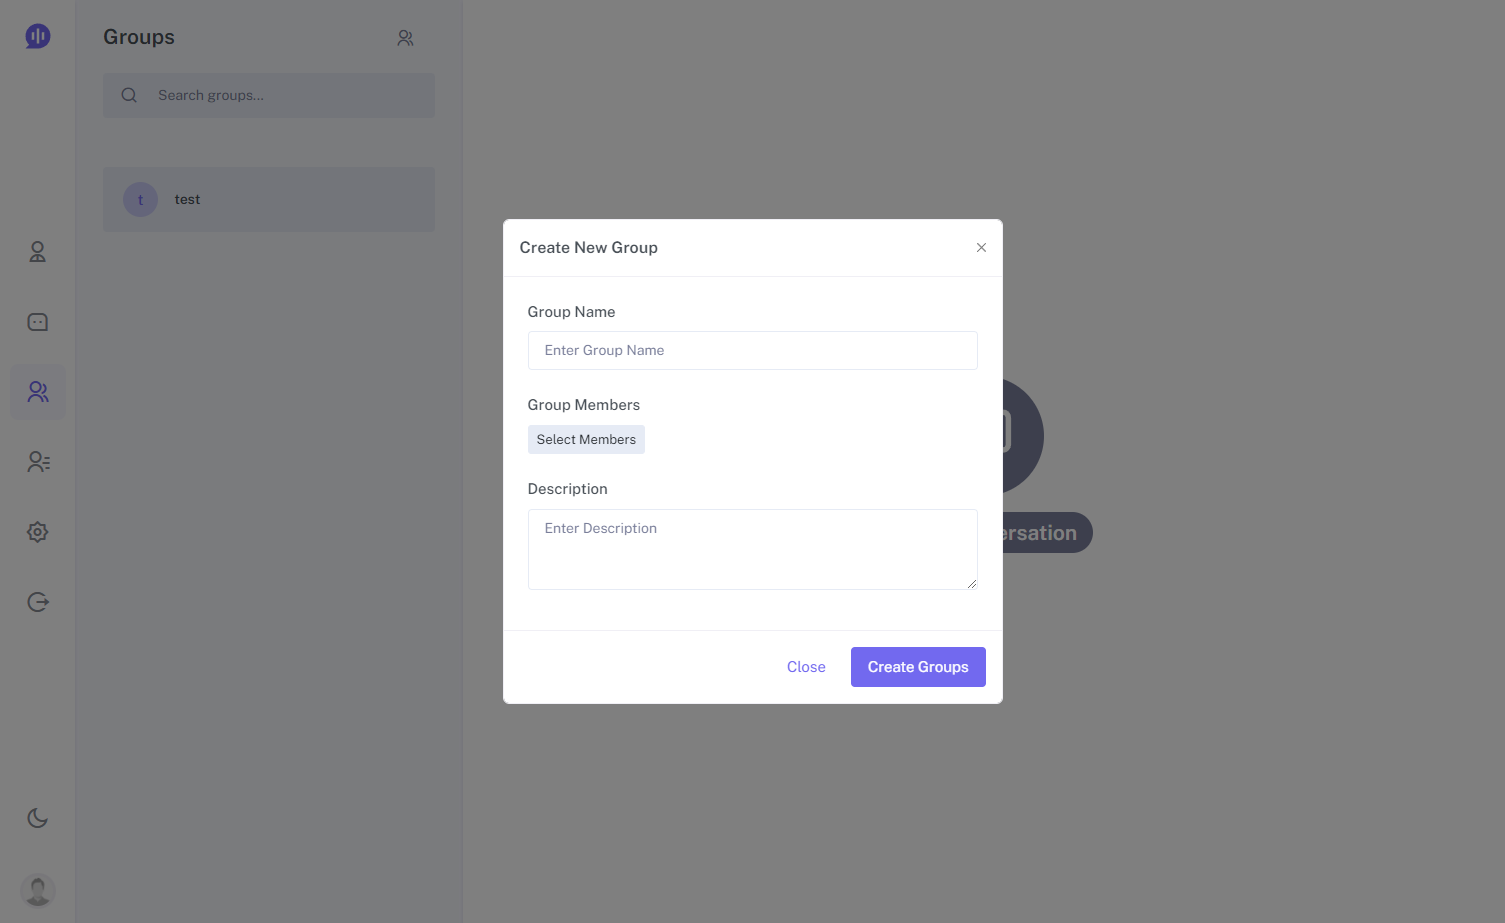 Groups
Search groups...
t
test
Create New Group
Group Name
Enter Group Name
Group Members
Select Members
Description
Enter Description
Close
Create Groups
ersation